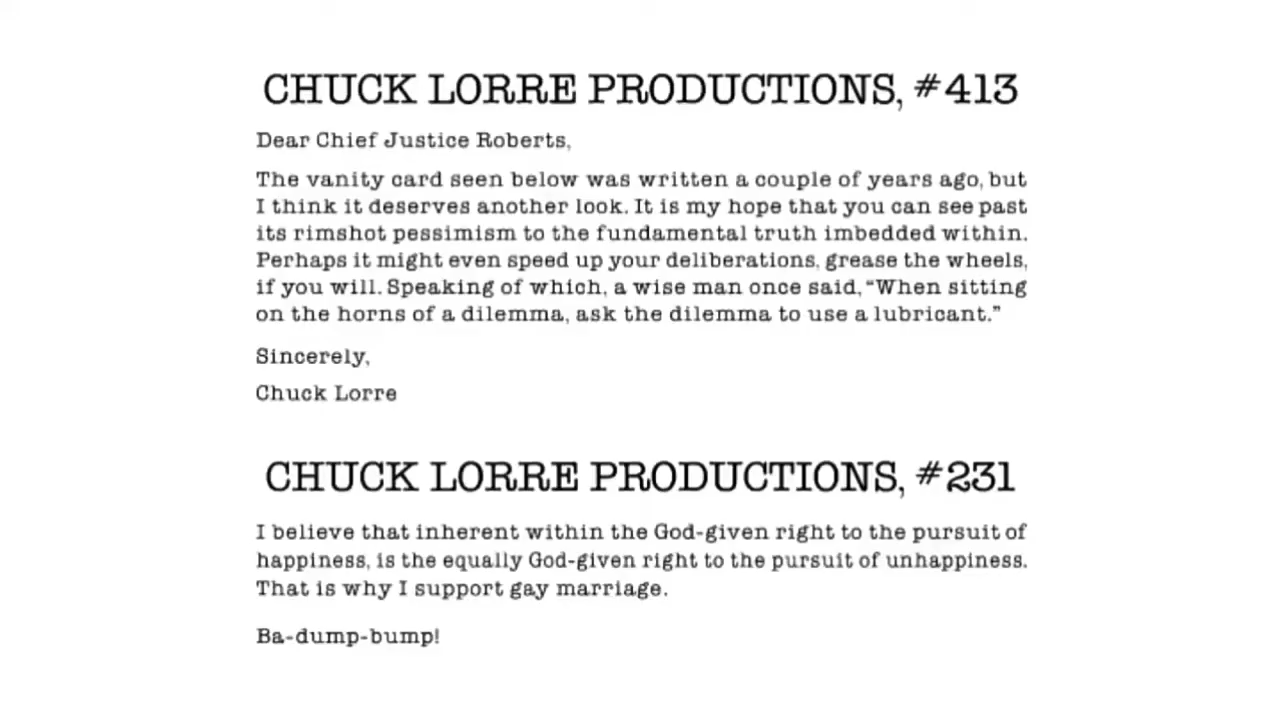 CHUCK LORRE PRODUCTIONS, #413
Dear Chief Justice Roberts,
The vanity card seen below was written a couple of years ago, but
I think it deserves another look. It is my hope that you can see past
its rimshot pessimism to the fundamental truth imbedded within.
Perhaps it might even speed up your deliberations, grease the wheels,
if you will. Speaking of which, a wise man once said, “When sitting
on the horns of a dilemma, ask the dilemma to use a lubricant.”
Sincerely,
Chuck Lorre
CHUCK LORRE PRODUCTIONS, #231
I believe that inherent within the God-given right to the pursuit of
happiness, is the equally God-given right to the pursuit of unhappiness.
That is why I support gay marriage.
Ba-dump-bump!